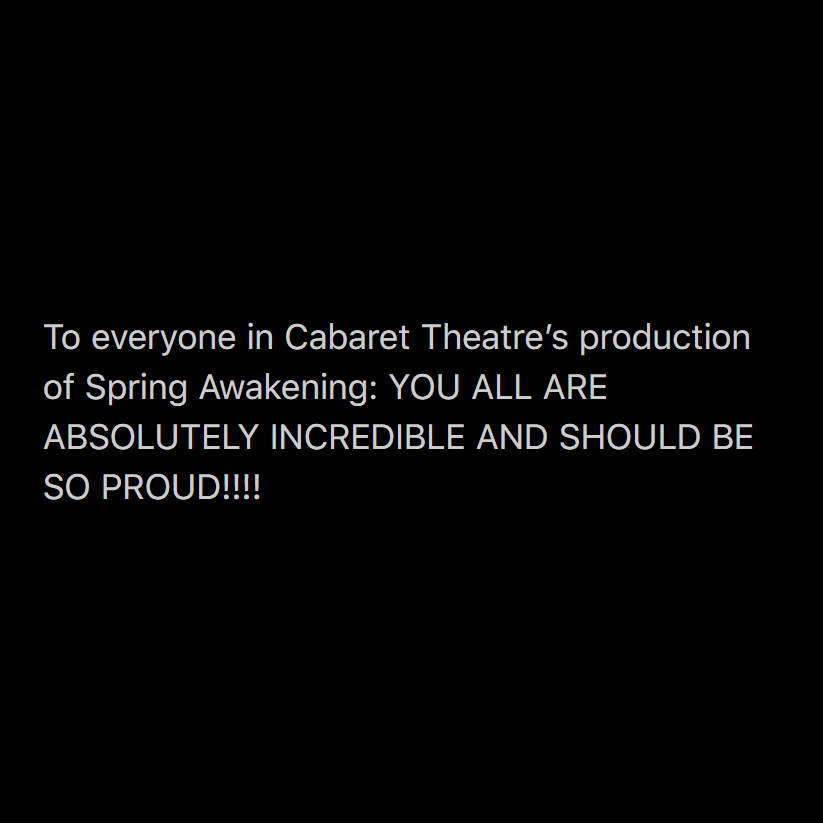 To everyone in Cabaret Theatre’s production
of Spring Awakening: YOU ALL ARE
ABSOLUTELY INCREDIBLE AND SHOULD BE
SO PROUD!!!!